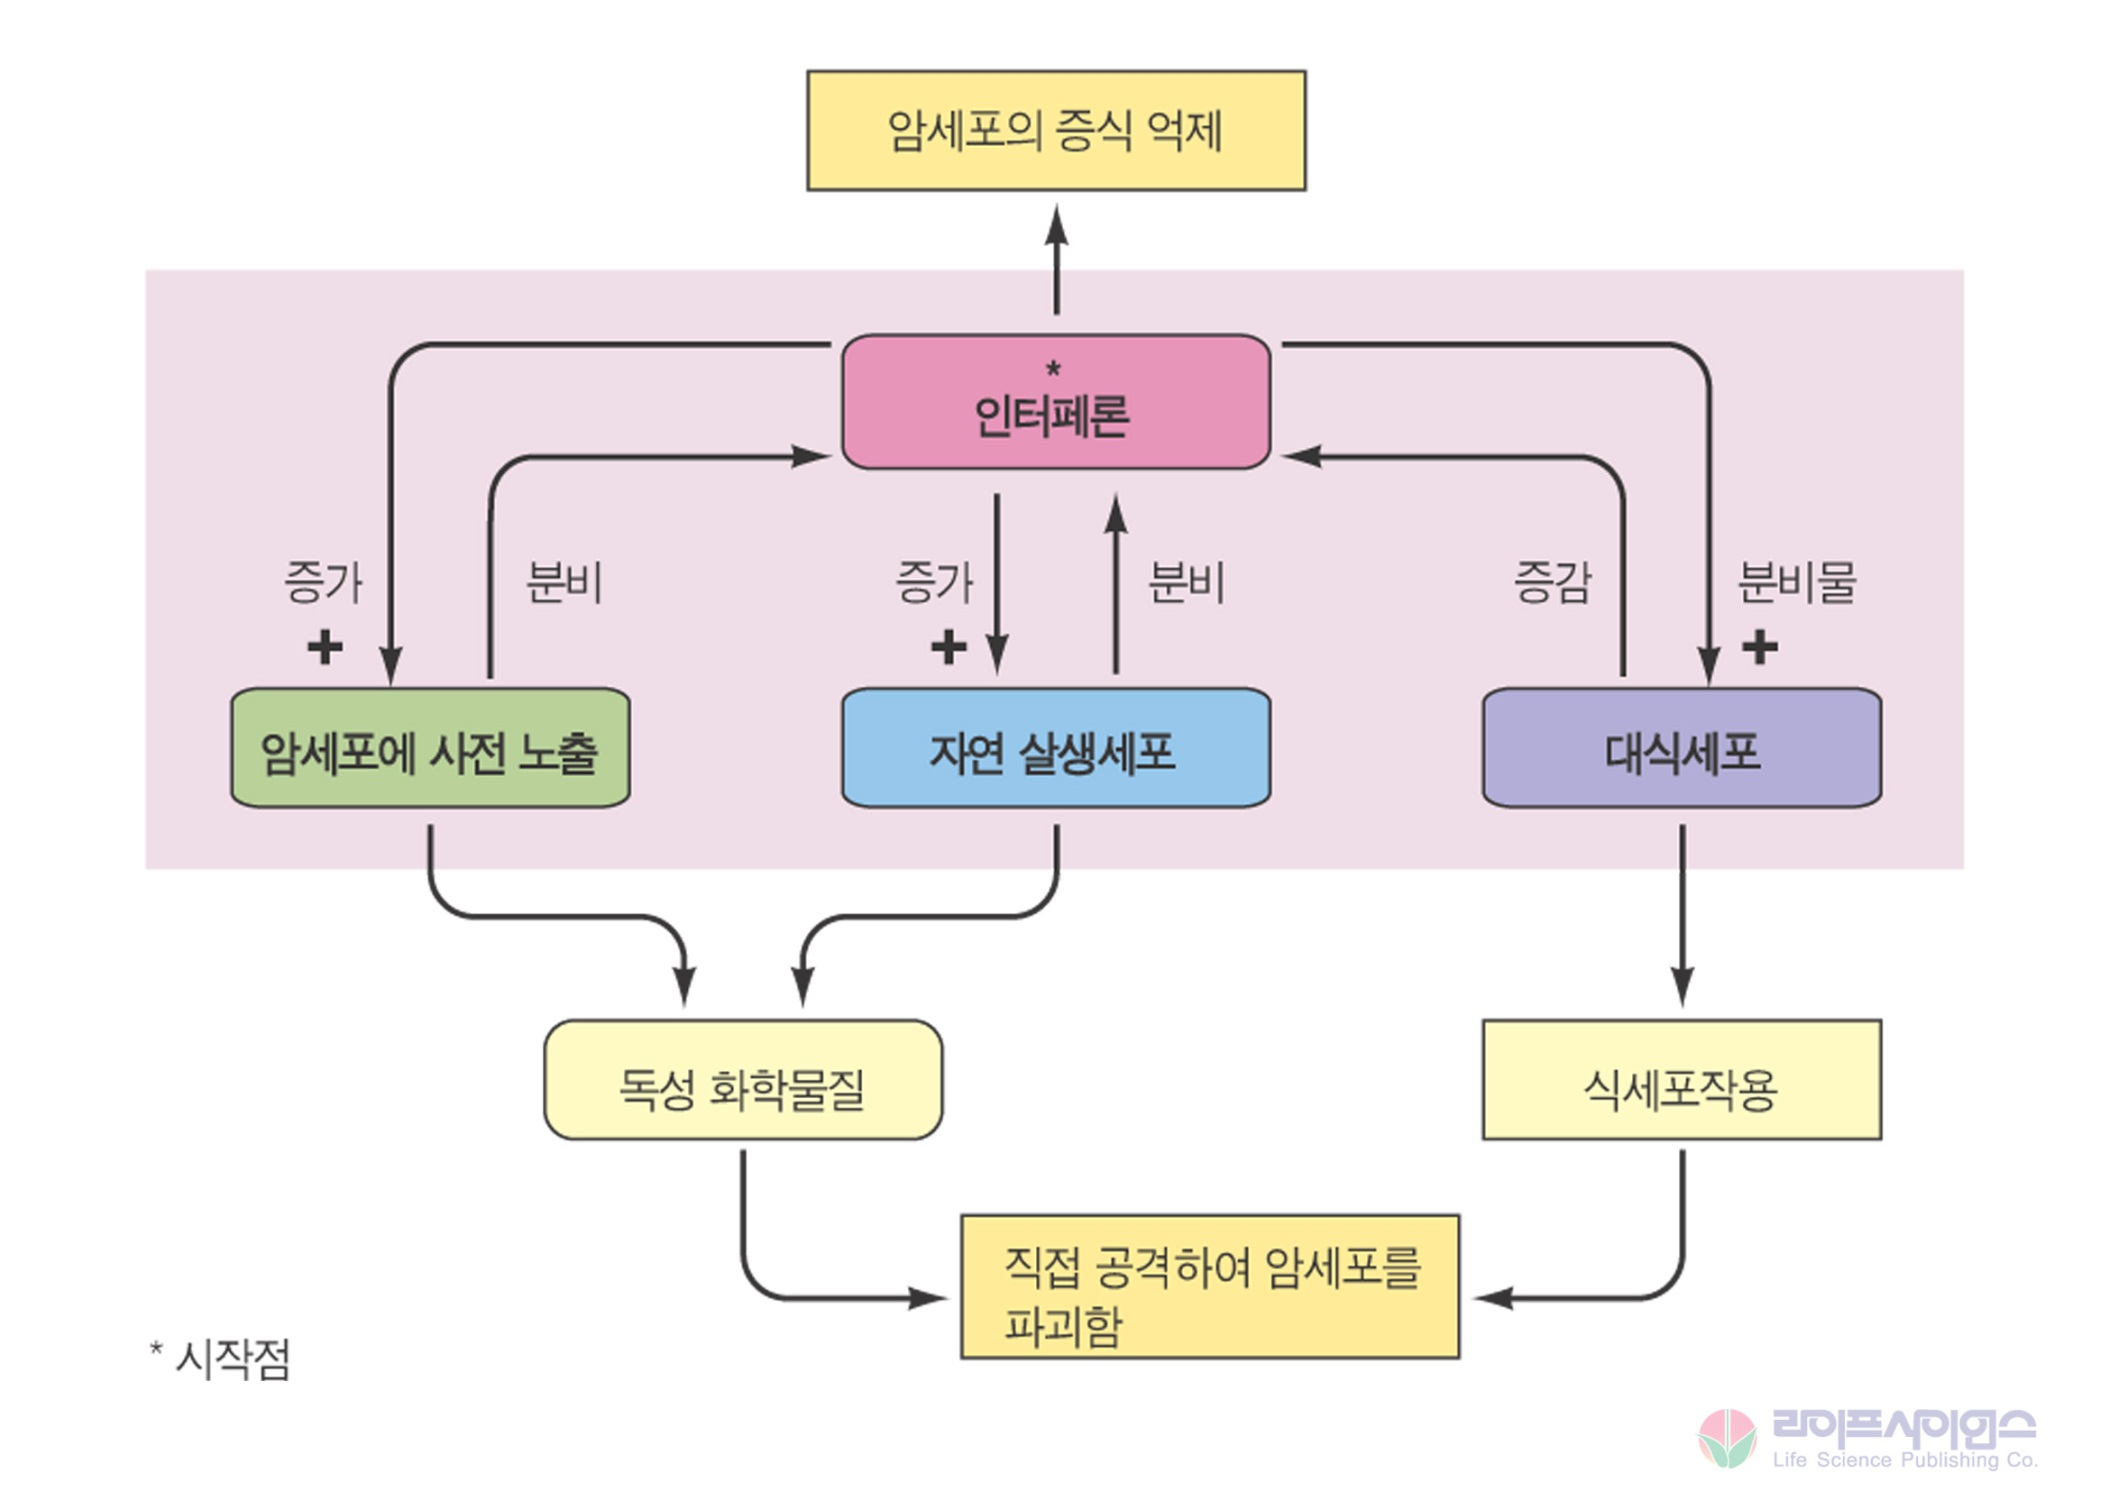 암세포의 증식 억제
*
인터페론
증가
+
분비
증가
+
분비
증감
분비물
+
암세포에 사전 노출
자연 살생세포
대식세포
독성 화학물질
식세포작용
직접 공격하여 암세포를
파괴함
* 시작점
라이프사이언스
Life Science Publishing Co.